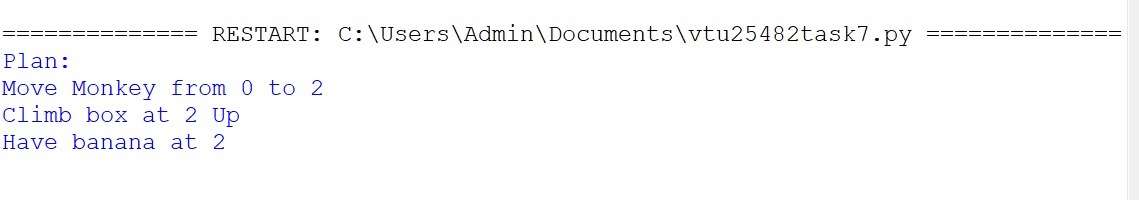 ============== RESTART: C:\Users\Admin\Documents\vtu25482task7.py ==============
Plan:
Move Monkey from 0 to 2
Climb box at 2 Up
Have banana at 2